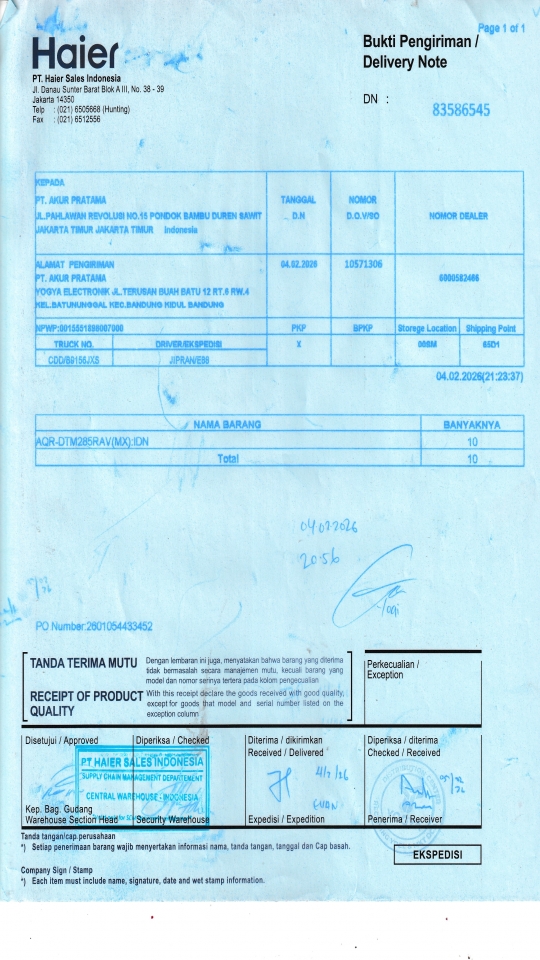 Page 1 of 1
Haier
Bukti Pengiriman /
Delivery Note
PT. Haier Sales Indonesia
Jl. Danau Sunter Barat Blok A III, No. 38 - 39
Jakarta 14350
Telp : (021) 6505668 (Hunting)
Fax : (021) 6512556
DN : 83586545
KEPADA
PT. AKUR PRATAMA
JL.PAHLAWAN REVOLUSI NO.15 PONDOK BAMBU DUREN SAWIT
JAKARTA TIMUR JAKARTA TIMUR Indonesia
TANGGAL
D.N
NOMOR
D.O.V/SO
NOMOR DEALER
ALAMAT PENGIRIMAN
PT. AKUR PRATAMA
YOGYA ELECTRONIK JL.TERUSAN BUAH BATU 12 RT.6 RW.4
KEL.BATUNUNGGAL KEC.BANDUNG KIDUL BANDUNG
04.02.2026
10571306
NPWP:
PKP
BPKP
Storege Location
Shipping Point
TRUCK NO.
DRIVER/EKSPEDISI
X
65D1
CDD/B9156JXS
JIPRAN/E66
04.02.2026(21:23:37)
NAMA BARANG
BANYAKNYA
AQR-DTM285RAV(MX):IDN
10
Total
10
04022026
20:56
PO Number:2601054433452
TANDA TERIMA MUTU
Dengan lembaran ini juga, menyatakan bahwa barang yang diterima
tidak bermasalah secara manajemen mutu, kecuali barang yang
model dan nomor serinya tertera pada kolom pengecualian
RECEIPT OF PRODUCT
QUALITY
With this receipt declare the goods received with good quality,
except for goods that model and serial number listed on the
exception column
Perkecualian /
Exception
Disetujui / Approved
Diperiksa / Checked
Diterima / dikirimkan
Received / Delivered
Diperiksa / diterima
Checked / Received
PT HAIER SALES INDONESIA
SUPPLY CHAIN MANAGEMENT DEPARTEMENT
CENTRAL WAREHOUSE - INDONESIA
4/2 /26
Kep. Bag. Gudang
Warehouse Section Head
Security Warehouse
Expedisi / Expedition
Penerima / Receiver
Tanda tangan/cap perusahaan
*) Setiap penerimaan barang wajib menyertakan informasi nama, tanda tangan, tanggal dan Cap basah.
EKSPEDISI
Company Sign / Stamp
*) Each item must include name, signature, date and wet stamp information.